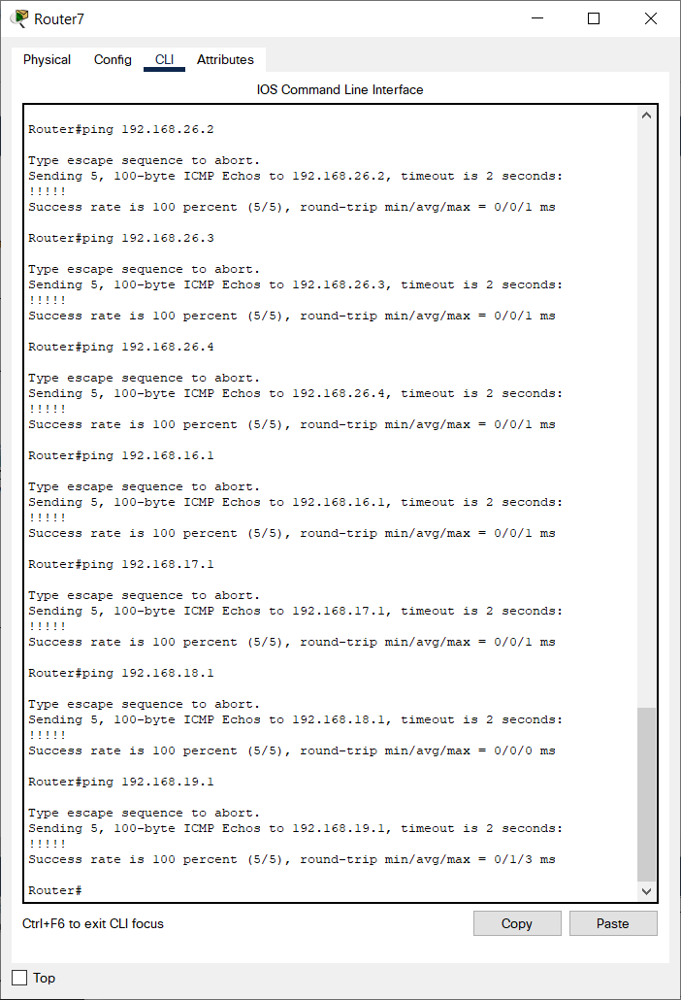 Router7
Physical Config CLI Attributes
IOS Command Line Interface
Router#ping 192.168.26.2
Type escape sequence to abort.
Sending 5, 100-byte ICMP Echos to 192.168.26.2, timeout is 2 seconds:
!!!!!
Success rate is 100 percent (5/5), round-trip min/avg/max = 0/0/1 ms
Router#ping 192.168.26.3
Type escape sequence to abort.
Sending 5, 100-byte ICMP Echos to 192.168.26.3, timeout is 2 seconds:
!!!!!
Success rate is 100 percent (5/5), round-trip min/avg/max = 0/0/1 ms
Router#ping 192.168.26.4
Type escape sequence to abort.
Sending 5, 100-byte ICMP Echos to 192.168.26.4, timeout is 2 seconds:
!!!!!
Success rate is 100 percent (5/5), round-trip min/avg/max = 0/0/1 ms
Router#ping 192.168.16.1
Type escape sequence to abort.
Sending 5, 100-byte ICMP Echos to 192.168.16.1, timeout is 2 seconds:
!!!!!
Success rate is 100 percent (5/5), round-trip min/avg/max = 0/0/1 ms
Router#ping 192.168.17.1
Type escape sequence to abort.
Sending 5, 100-byte ICMP Echos to 192.168.17.1, timeout is 2 seconds:
!!!!!
Success rate is 100 percent (5/5), round-trip min/avg/max = 0/0/1 ms
Router#ping 192.168.18.1
Type escape sequence to abort.
Sending 5, 100-byte ICMP Echos to 192.168.18.1, timeout is 2 seconds:
!!!!!
Success rate is 100 percent (5/5), round-trip min/avg/max = 0/0/0 ms
Router#ping 192.168.19.1
Type escape sequence to abort.
Sending 5, 100-byte ICMP Echos to 192.168.19.1, timeout is 2 seconds:
!!!!!
Success rate is 100 percent (5/5), round-trip min/avg/max = 0/1/3 ms
Router#
Ctrl+F6 to exit CLI focus
Copy Paste
Top